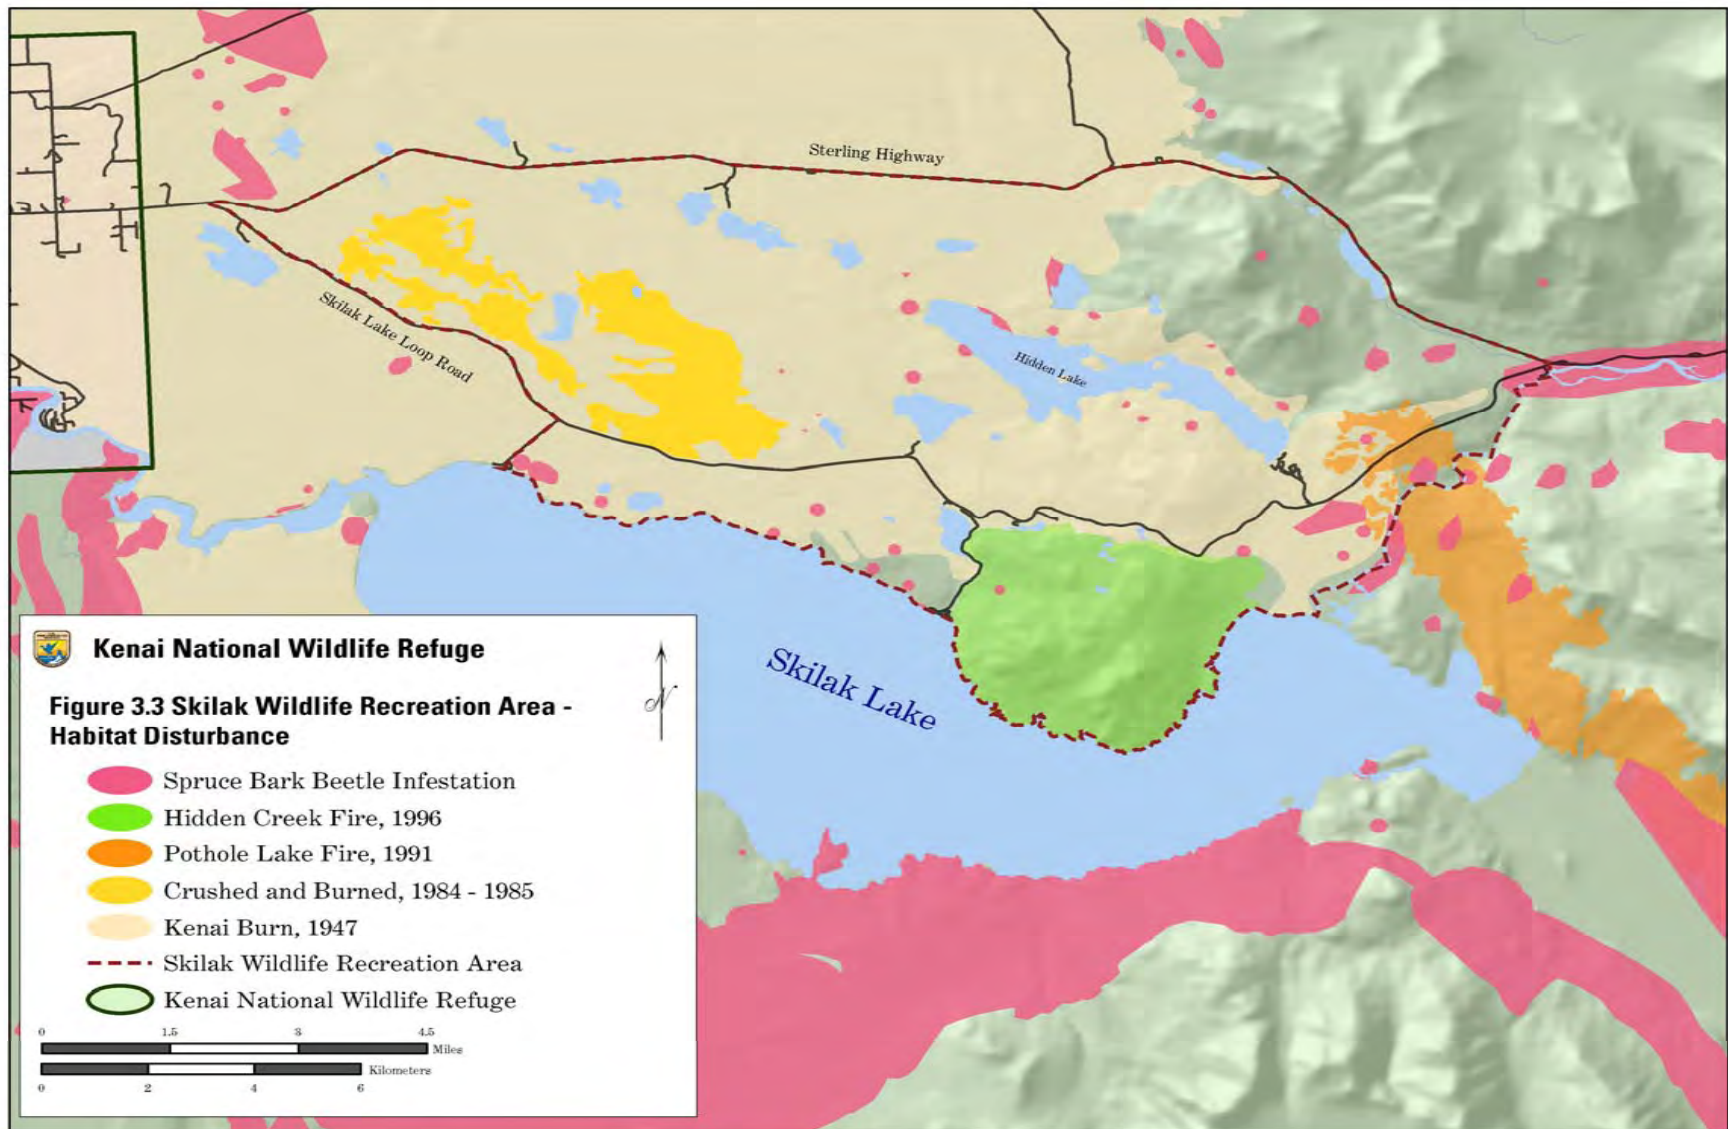 Sterling Highway
Skilak Lake Loop Road
Hidden Lake
Skilak Lake
Kenai National Wildlife Refuge
Figure 3.3 Skilak Wildlife Recreation Area -
Habitat Disturbance
N
Spruce Bark Beetle Infestation
Hidden Creek Fire, 1996
Pothole Lake Fire, 1991
Crushed and Burned, 1984 - 1985
Kenai Burn, 1947
Skilak Wildlife Recreation Area
Kenai National Wildlife Refuge
0 1.5 3 4.5
Miles
Kilometers
0 2 4 6